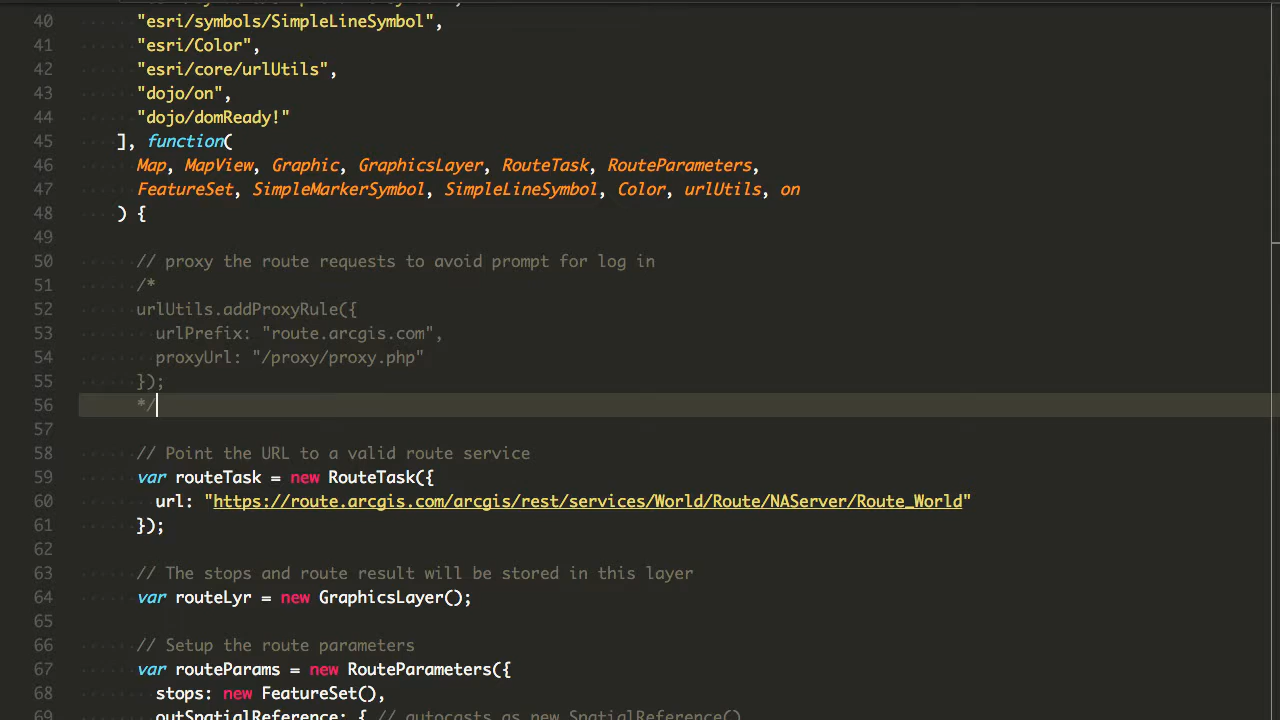 40 "esri/symbols/SimpleLineSymbol",
41 "esri/Color",
42 "esri/core/urlUtils",
43 "dojo/on",
44 "dojo/domReady!"
45 ], function(
46 Map, MapView, Graphic, GraphicsLayer, RouteTask, RouteParameters,
47 FeatureSet, SimpleMarkerSymbol, SimpleLineSymbol, Color, urlUtils, on
48 ) {
49
50 // proxy the route requests to avoid prompt for log in
51 /*
52 urlUtils.addProxyRule({
53 urlPrefix: "route.arcgis.com",
54 proxyUrl: "/proxy/proxy.php"
55 });
56 */
57
58 // Point the URL to a valid route service
59 var routeTask = new RouteTask({
60 url: "https://route.arcgis.com/arcgis/rest/services/World/Route/NAServer/Route_World"
61 });
62
63 // The stops and route result will be stored in this layer
64 var routeLyr = new GraphicsLayer();
65
66 // Setup the route parameters
67 var routeParams = new RouteParameters({
68 stops: new FeatureSet(),
69 outSpatialReference: { // autocasts as new SpatialReference()